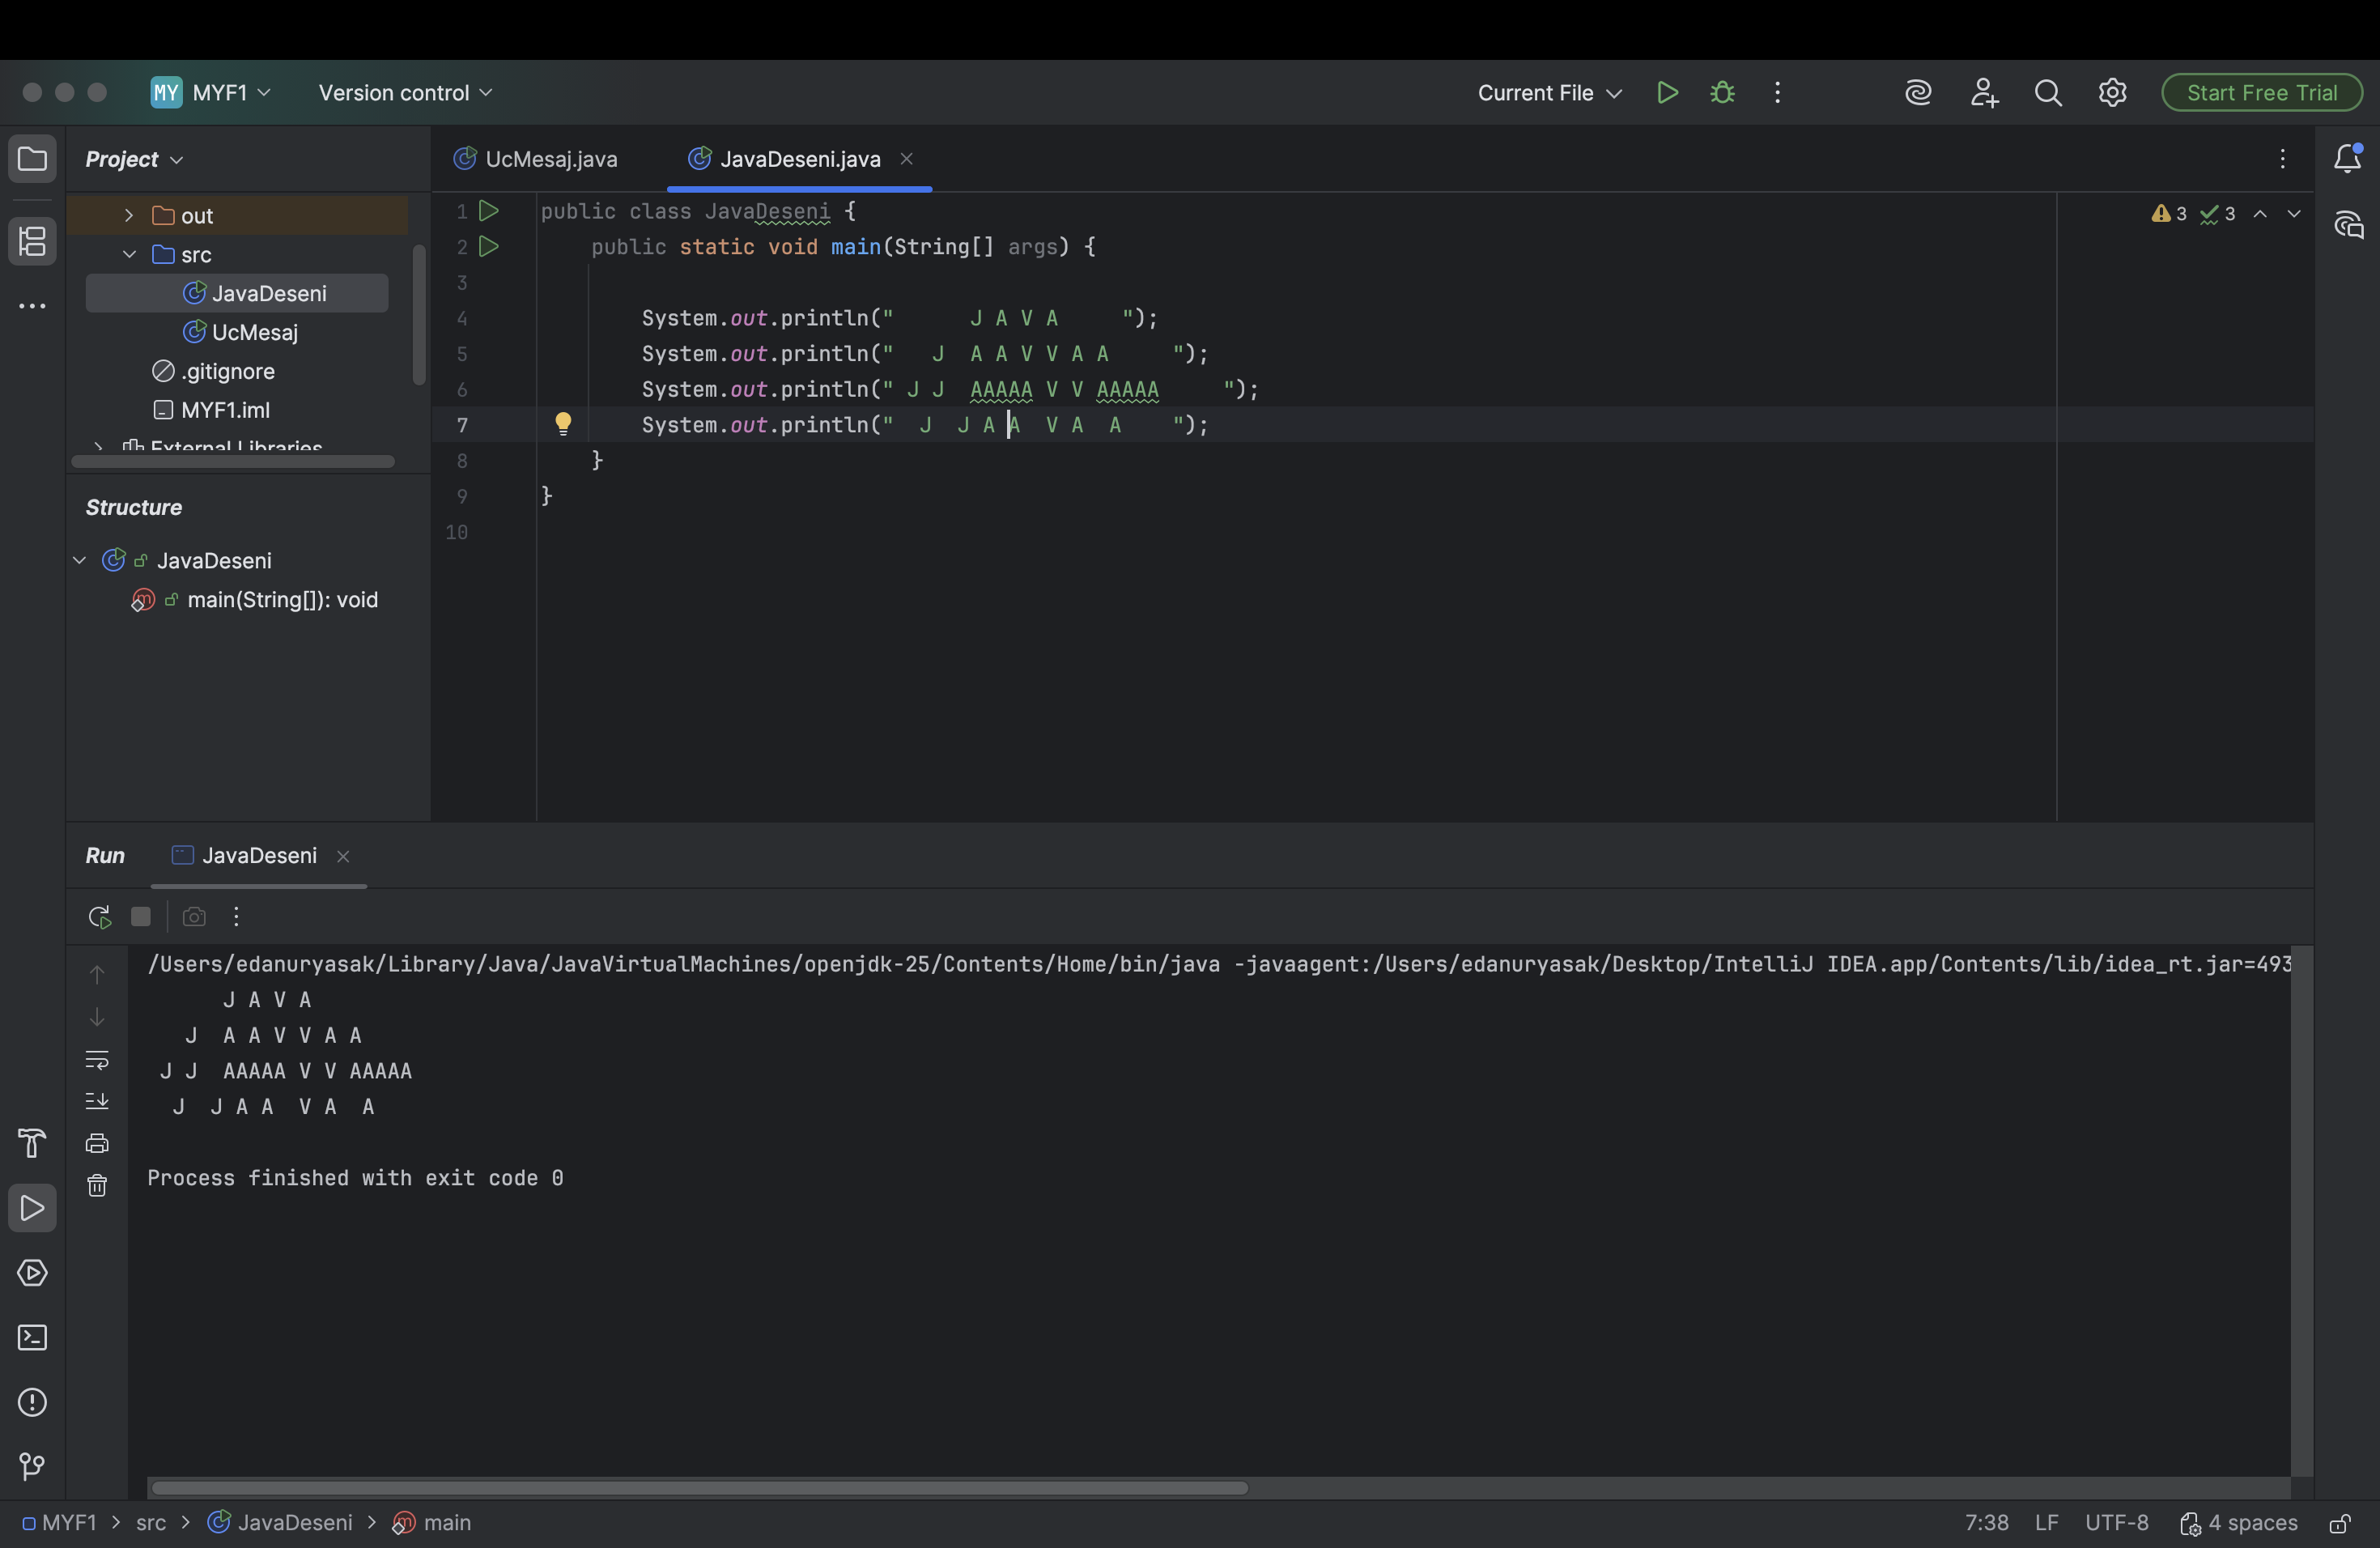 MY MYF1 Version control Current File Start Free Trial
Project
out
src
JavaDeseni
UcMesaj
.gitignore
MYF1.iml
External Libraries
Structure
JavaDeseni
main(String[]): void
UcMesaj.java JavaDeseni.java
3 3
1 public class JavaDeseni {
2     public static void main(String[] args) {
3
4         System.out.println("      J A V A     ");
5         System.out.println("   J  A A V V A A     ");
6         System.out.println(" J J  AAAAA V V AAAAA     ");
7         System.out.println("  J  J A A  V A  A    ");
8     }
9 }
10
Run JavaDeseni
/Users/edanuryasak/Library/Java/JavaVirtualMachines/openjdk-25/Contents/Home/bin/java -javaagent:/Users/edanuryasak/Desktop/IntelliJ IDEA.app/Contents/lib/idea_rt.jar=493
      J A V A
   J  A A V V A A
 J J  AAAAA V V AAAAA
  J  J A A  V A  A
Process finished with exit code 0
MYF1 > src > JavaDeseni > main 7:38 LF UTF-8 4 spaces